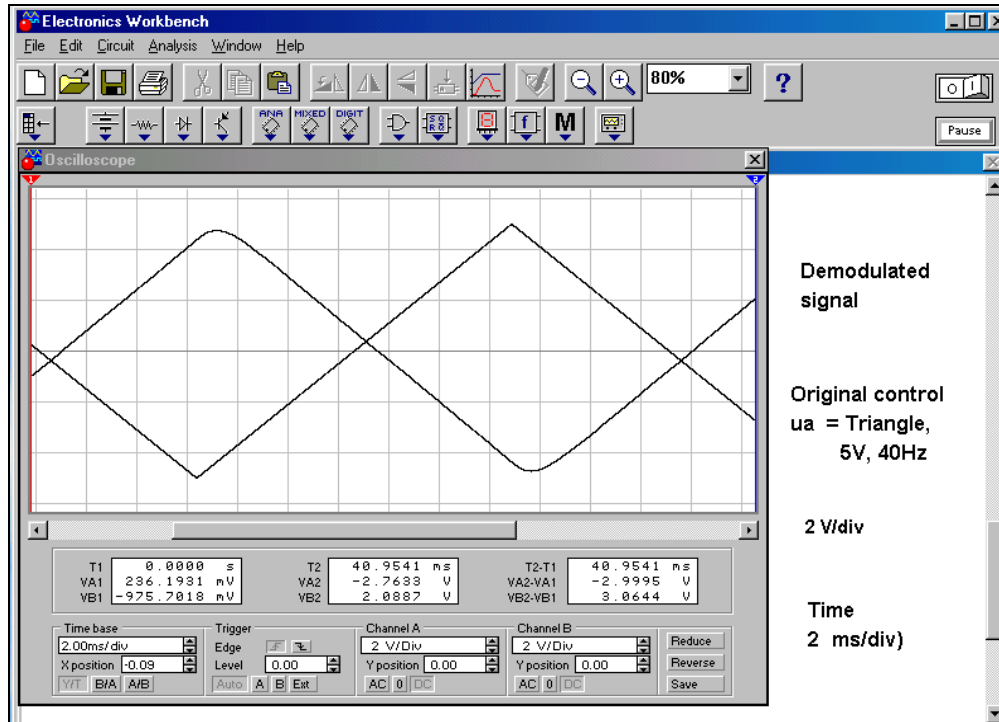 Electronics Workbench
File Edit Circuit Analysis Window Help
80% ?
ANA MIXED DIGIT
f M
Pause
Oscilloscope
1 2
Demodulated
signal
Original control
ua = Triangle,
5V, 40Hz
2 V/div
Time
2 ms/div)
T1 0.0000 s T2 40.9541 ms T2-T1 40.9541 ms
VA1 236.1931 mV VA2 -2.7633 V VA2-VA1 -2.9995 V
VB1 -975.7018 mV VB2 2.0887 V VB2-VB1 3.0644 V
Time base Trigger Channel A Channel B
2.00ms/div Edge 2 V/Div 2 V/Div Reduce
X position -0.09 Level 0.00 Y position 0.00 Y position 0.00 Reverse
Y/T B/A A/B Auto A B Ext AC 0 DC AC 0 DC Save